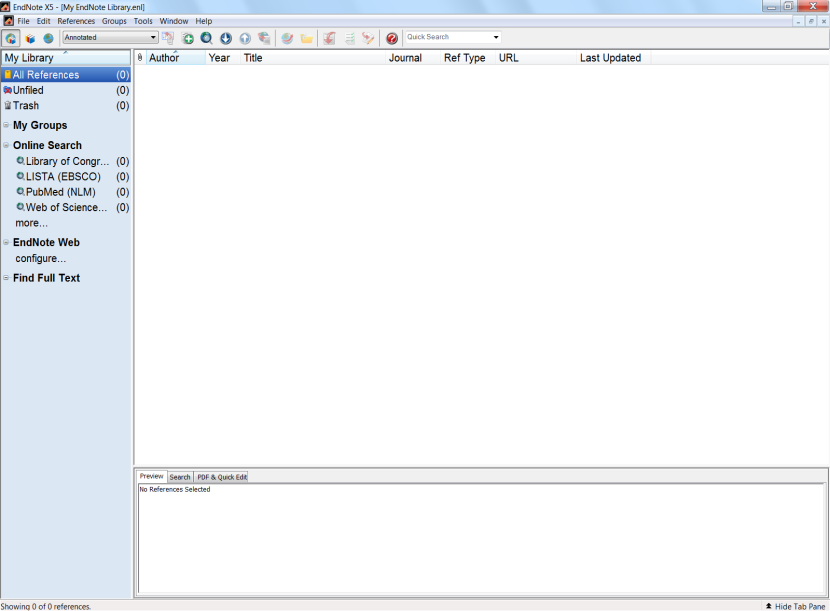 EndNote X5 - [My EndNote Library.enl]
File Edit References Groups Tools Window Help
Annotated
Quick Search
My Library
Author Year Title Journal Ref Type URL Last Updated
All References (0)
Unfiled (0)
Trash (0)
My Groups
Online Search
Library of Congr... (0)
LISTA (EBSCO) (0)
PubMed (NLM) (0)
Web of Science... (0)
more...
EndNote Web
configure...
Find Full Text
Preview Search PDF & Quick Edit
No References Selected
Showing 0 of 0 references.
Hide Tab Pane